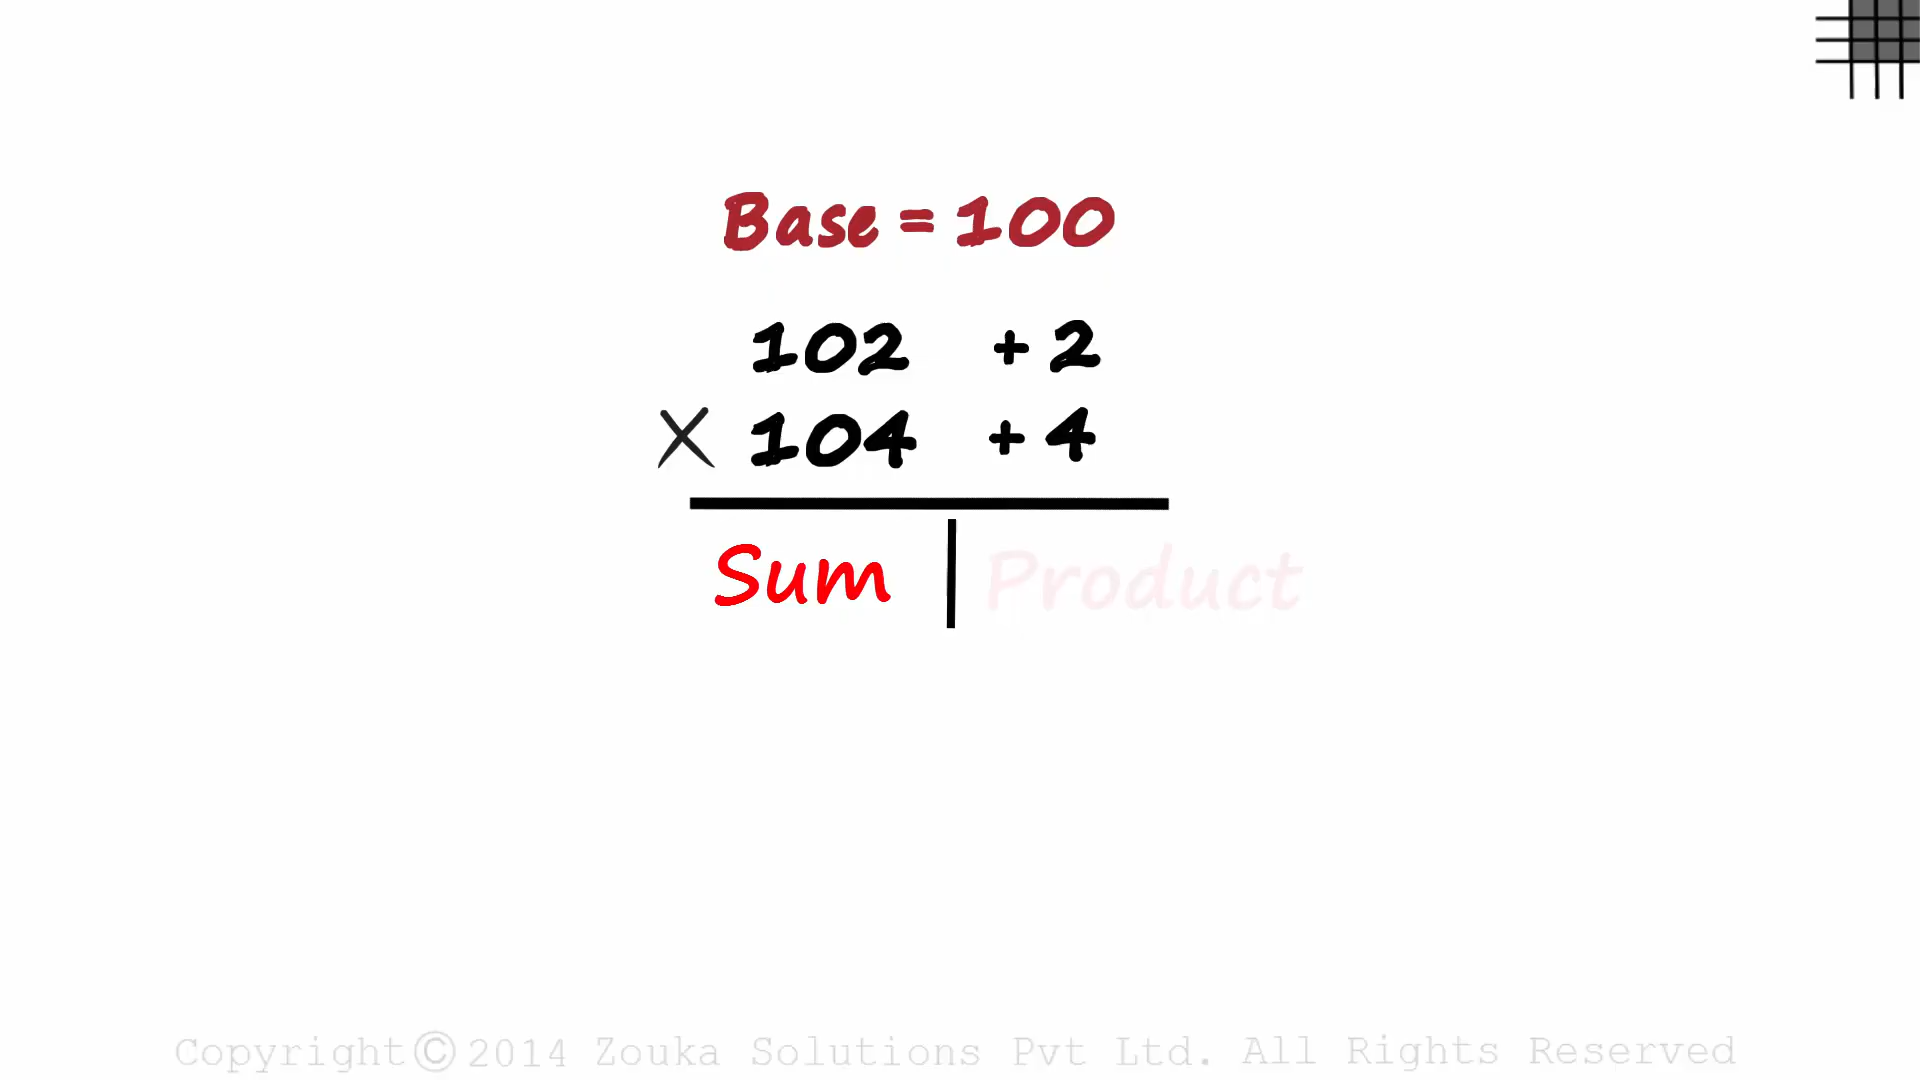 Base = 100
102 + 2
X 104 + 4
Sum | Product
Copyright©2014 Zouka Solutions Pvt Ltd. All Rights Reserved